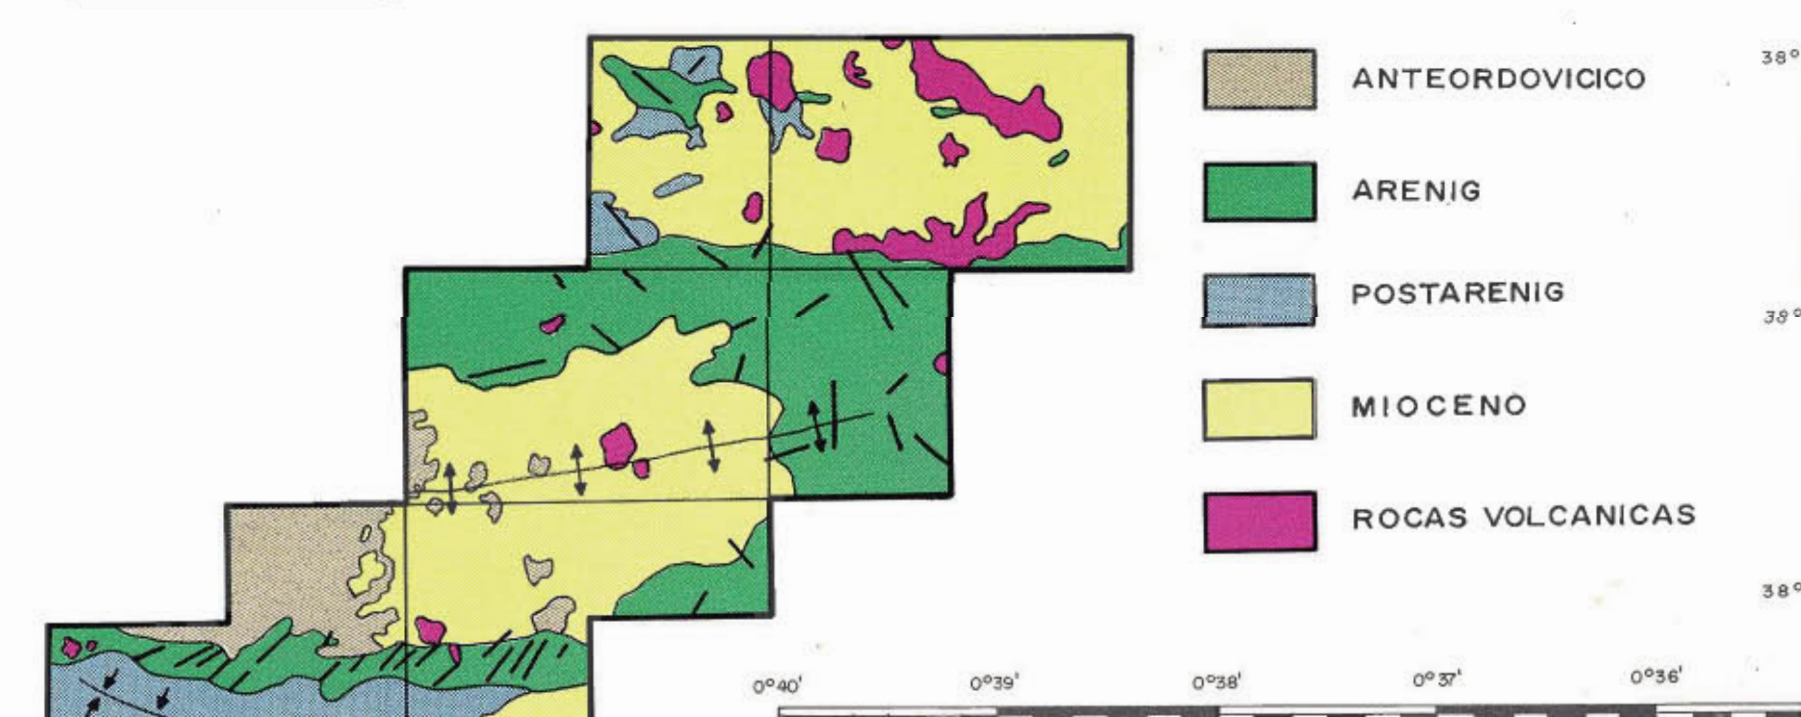 ANTEORDOVICICO
38°
ARENIG
POSTARENIG
38°
MIOCENO
ROCAS VOLCANICAS
38°
0°40' 0°39' 0°38' 0°37' 0°36'